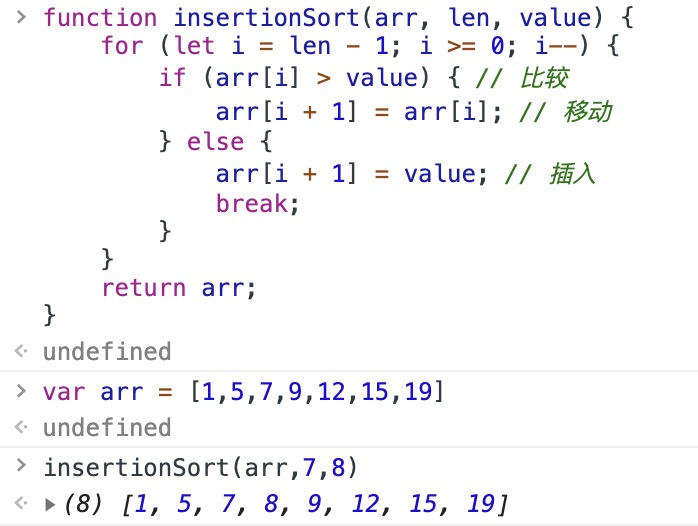 > function insertionSort(arr, len, value) {
    for (let i = len - 1; i >= 0; i--) {
        if (arr[i] > value) { // 比较
            arr[i + 1] = arr[i]; // 移动
        } else {
            arr[i + 1] = value; // 插入
            break;
        }
    }
    return arr;
}
undefined
> var arr = [1,5,7,9,12,15,19]
undefined
> insertionSort(arr,7,8)
(8) [1, 5, 7, 8, 9, 12, 15, 19]